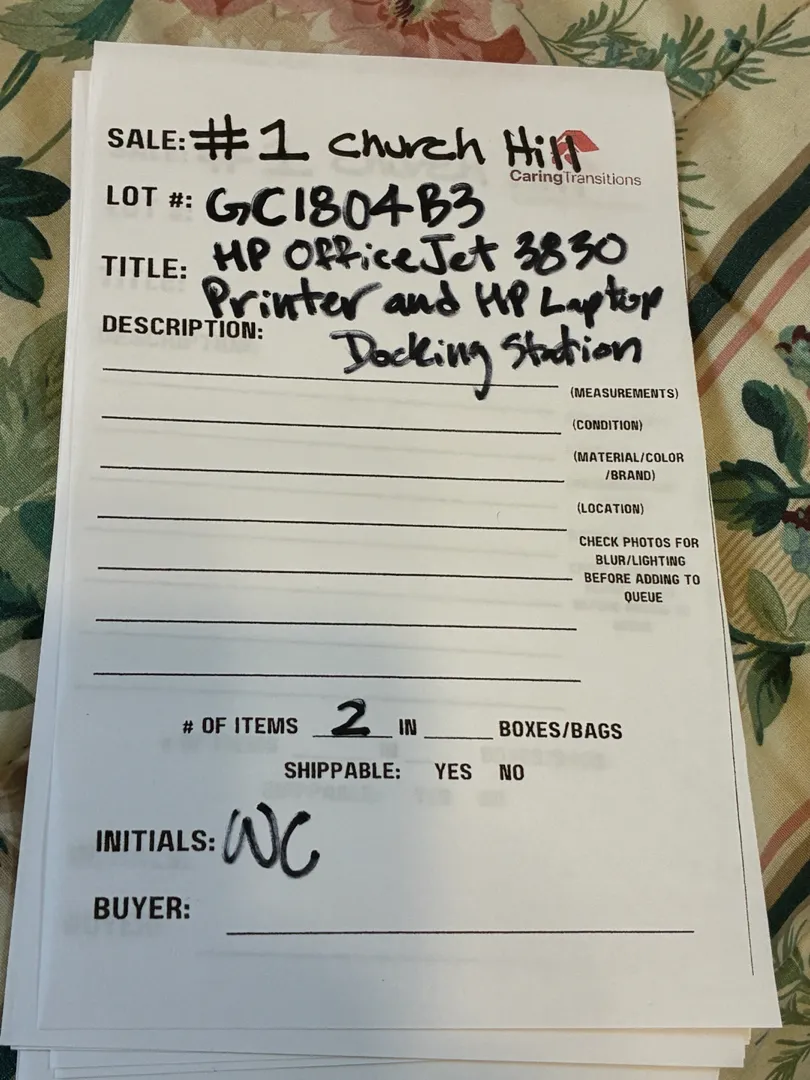 SALE: #1 Church Hill
CaringTransitions
LOT #: GC1804B3
TITLE: HP OfficeJet 3830
Printer and HP Laptop
DESCRIPTION: Docking Station
(MEASUREMENTS)
(CONDITION)
(MATERIAL/COLOR
/BRAND)
(LOCATION)
CHECK PHOTOS FOR
BLUR/LIGHTING
BEFORE ADDING TO
QUEUE
# OF ITEMS 2 IN ______ BOXES/BAGS
SHIPPABLE: YES NO
INITIALS: WC
BUYER: